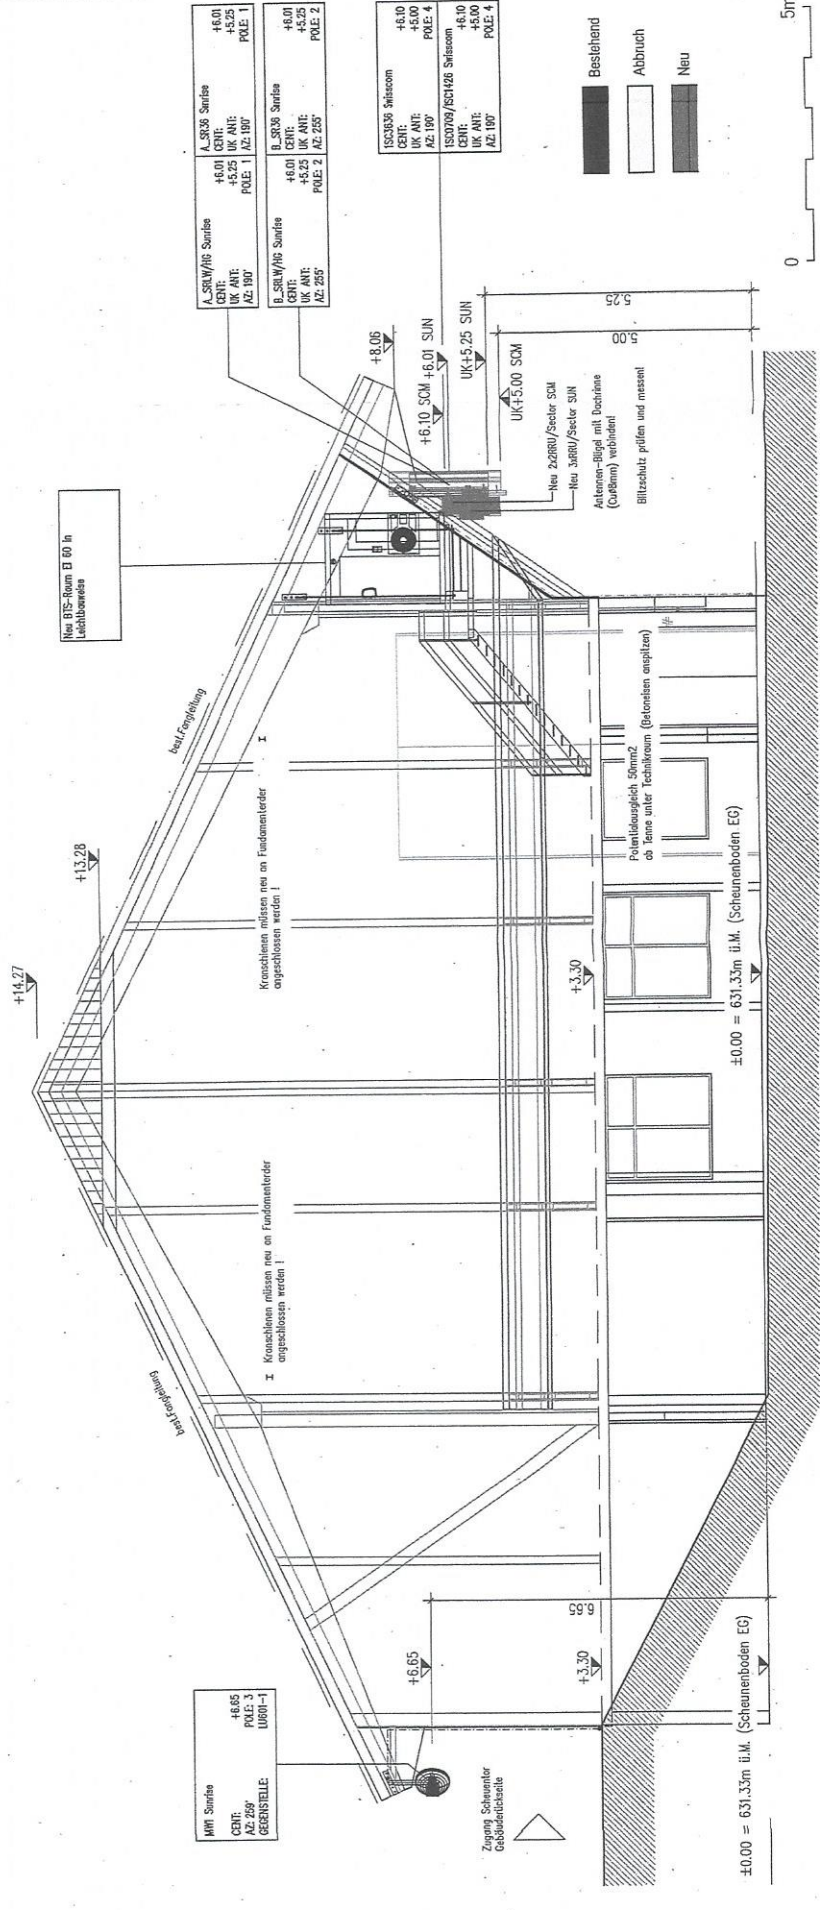 MW1 Sunrise
CENT: +6.65
AZ: 259° POLE: 3
GEGENSTELLE: LU601-1
Zugang Scheunentor
Gebäuderückseite
±0.00 = 631.33m ü.M. (Scheunenboden EG)
+6.65
+3.30
6.65
best.Fangleitung
Kranschienen müssen neu an Fundamenterder
angeschlossen werden !
+14.27
+13.28
Kranschienen müssen neu an Fundamenterder
angeschlossen werden !
best.Fangleitung
+3.30
±0.00 = 631.33m ü.M. (Scheunenboden EG)
Potentialausgleich 50mm2
ab Tenne unter Technikraum (Betoneisen anspitzen)
Neu BTS-Raum EI 60 in
Leichtbauweise
A_SRLW/HG Sunrise
CENT: +6.01
UK ANT: +5.25
AZ: 190° POLE: 1
A_SR36 Sunrise
CENT: +6.01
UK ANT: +5.25
AZ: 190° POLE: 1
B_SRLW/HG Sunrise
CENT: +6.01
UK ANT: +5.25
AZ: 255° POLE: 2
B_SR36 Sunrise
CENT: +6.01
UK ANT: +5.25
AZ: 255° POLE: 2
1SC3636 Swisscom
CENT: +6.10
UK ANT: +5.00
AZ: 190° POLE: 4
1SC0709/1SC1426 Swisscom
CENT: +6.10
UK ANT: +5.00
AZ: 190° POLE: 4
+8.06
+6.10 SCM
+6.01 SUN
UK+5.25 SUN
UK+5.00 SCM
Neu 2x2RRU/Sector SCM
Neu 3xRRU/Sector SUN
Antennen-Bügel mit Dachrinne
(Cu68mm) verbinden!
Blitzschutz prüfen und messen!
5.00
5.25
Bestehend
Abbruch
Neu
0
5m